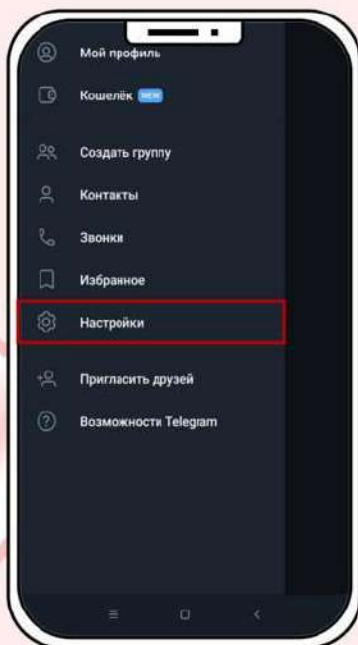 Мой профиль
Кошелёк NEW
Создать группу
Контакты
Звонки
Избранное
Настройки
Пригласить друзей
Возможности Telegram